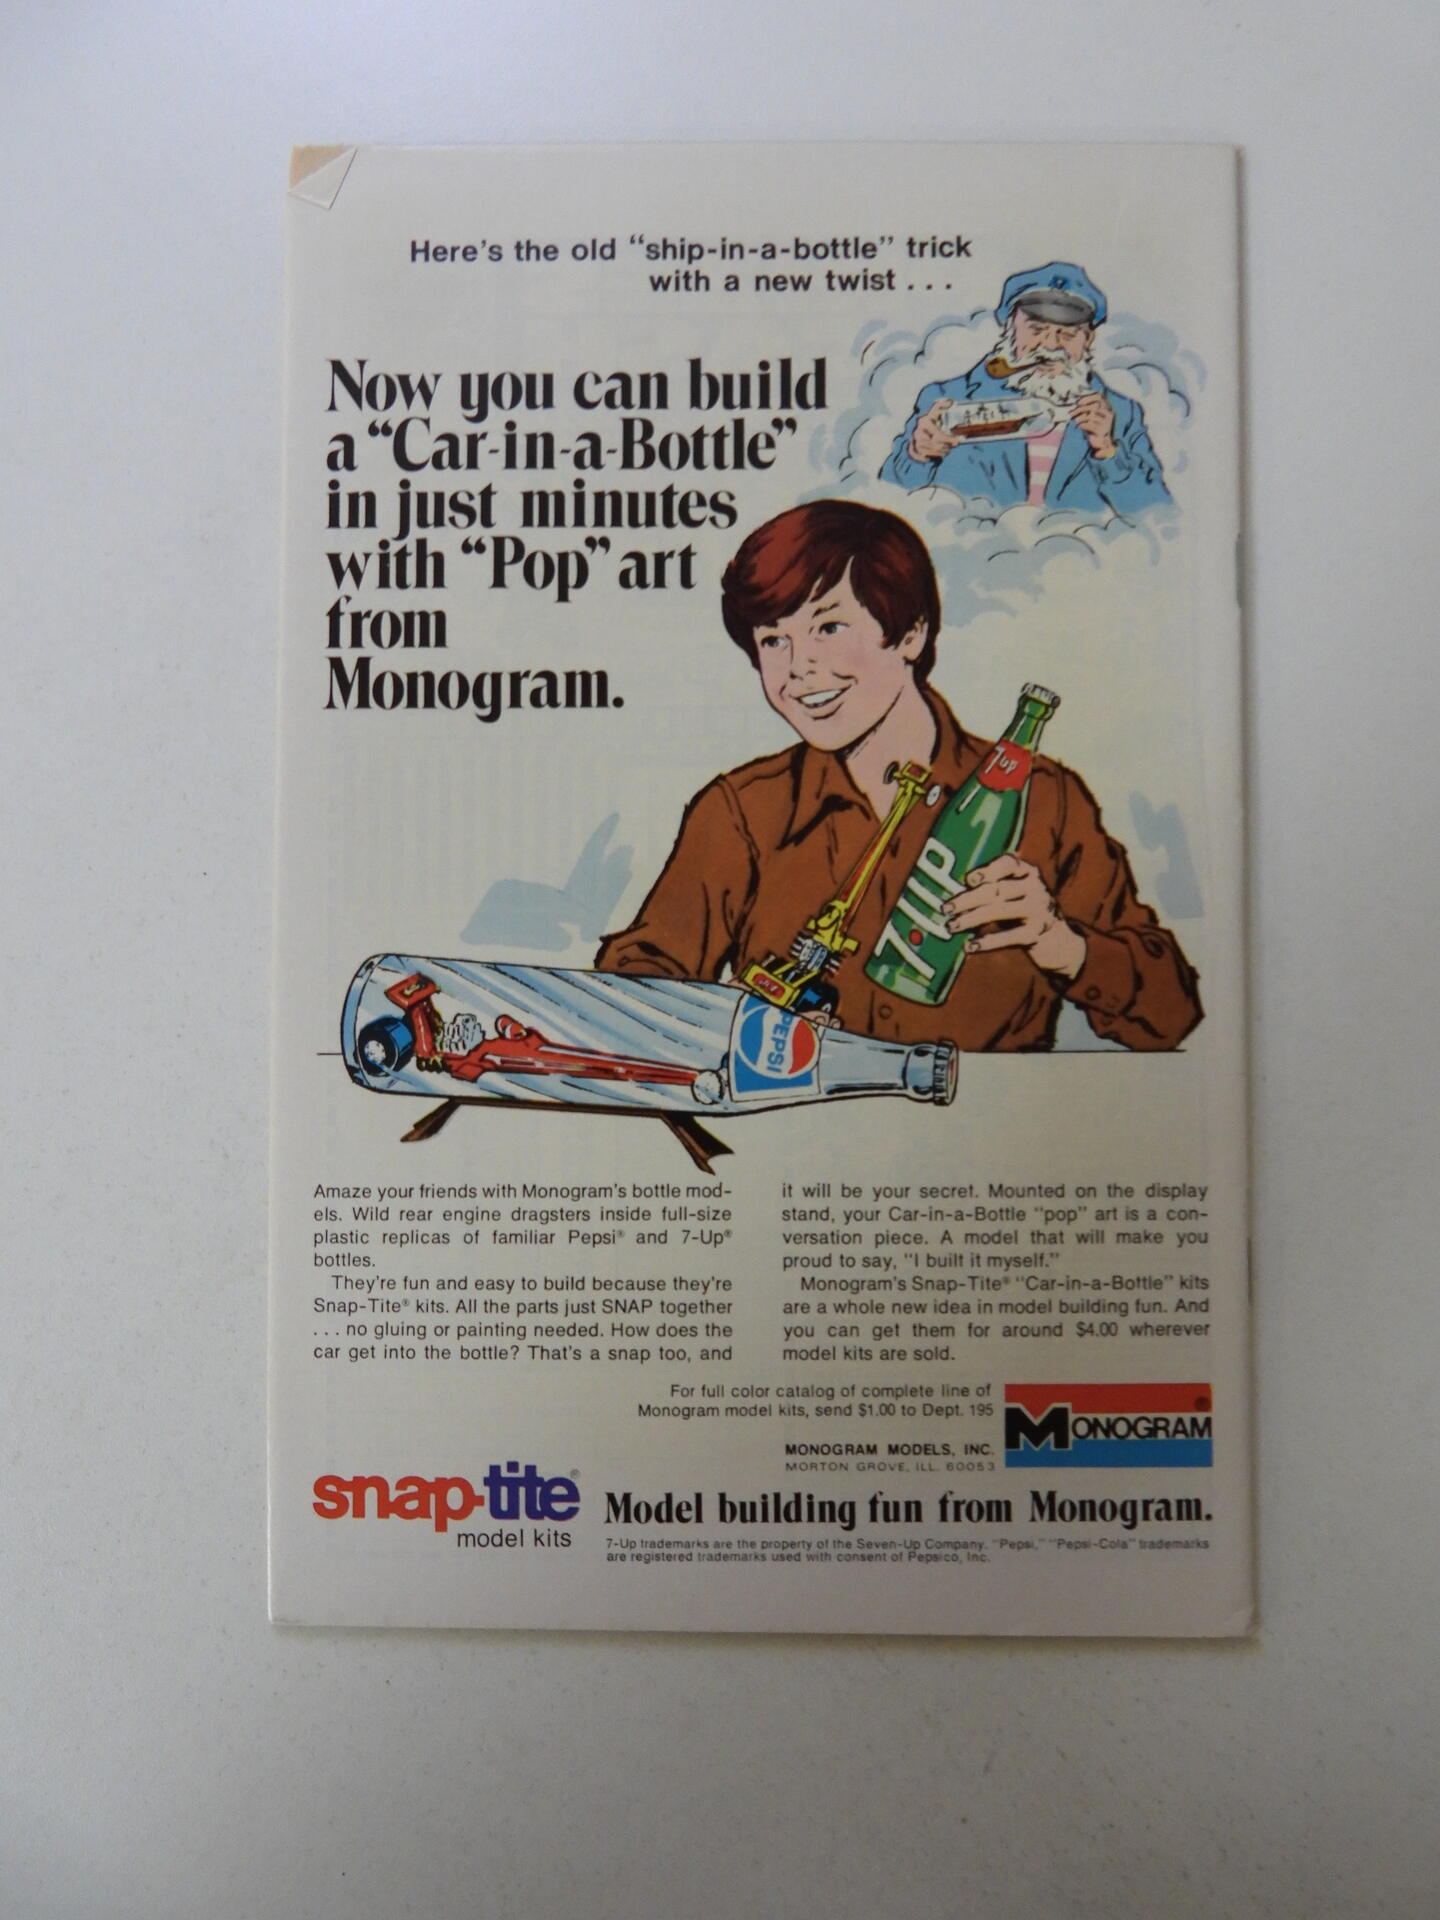 Here's the old “ship-in-a-bottle” trick
with a new twist . . .
Now you can build
a “Car-in-a-Bottle”
in just minutes
with “Pop” art
from
Monogram.
7up
7·UP
PEPSI
Amaze your friends with Monogram's bottle mod-
els. Wild rear engine dragsters inside full-size
plastic replicas of familiar Pepsi® and 7-Up®
bottles.
They're fun and easy to build because they're
Snap-Tite® kits. All the parts just SNAP together
. . . no gluing or painting needed. How does the
car get into the bottle? That's a snap too, and
it will be your secret. Mounted on the display
stand, your Car-in-a-Bottle “pop” art is a con-
versation piece. A model that will make you
proud to say, “I built it myself.”
Monogram's Snap-Tite® “Car-in-a-Bottle” kits
are a whole new idea in model building fun. And
you can get them for around $4.00 wherever
model kits are sold.
For full color catalog of complete line of
Monogram model kits, send $1.00 to Dept. 195
MONOGRAM MODELS, INC.
MORTON GROVE, ILL. 60053
MONOGRAM®
snap-tite®
model kits
Model building fun from Monogram.
7-Up trademarks are the property of the Seven-Up Company. “Pepsi,” “Pepsi-Cola” trademarks
are registered trademarks used with consent of Pepsico, Inc.